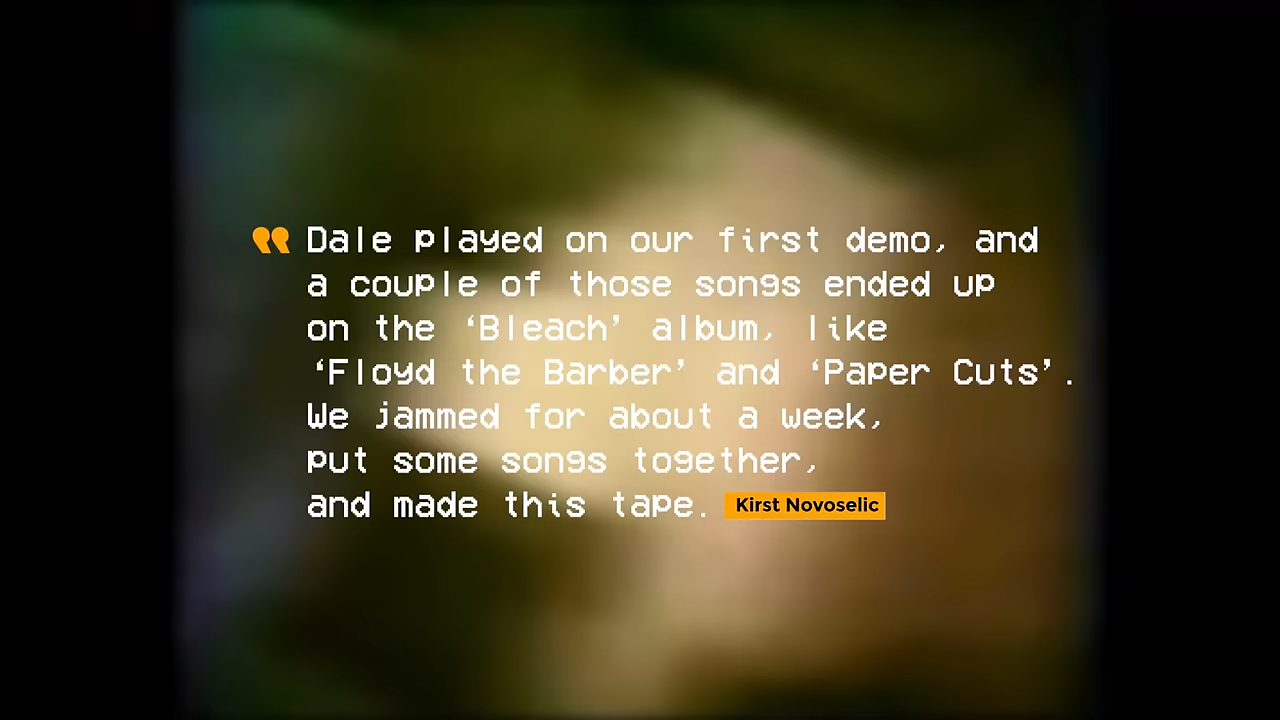 “Dale played on our first demo, and
a couple of those songs ended up
on the ‘Bleach’ album, like
‘Floyd the Barber’ and ‘Paper Cuts’.
We jammed for about a week,
put some songs together,
and made this tape. Kirst Novoselic